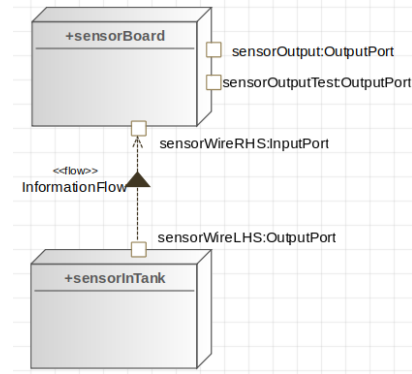 +sensorBoard
sensorOutput:OutputPort
sensorOutputTest:OutputPort
sensorWireRHS:InputPort
<<flow>>
InformationFlow
sensorWireLHS:OutputPort
+sensorInTank